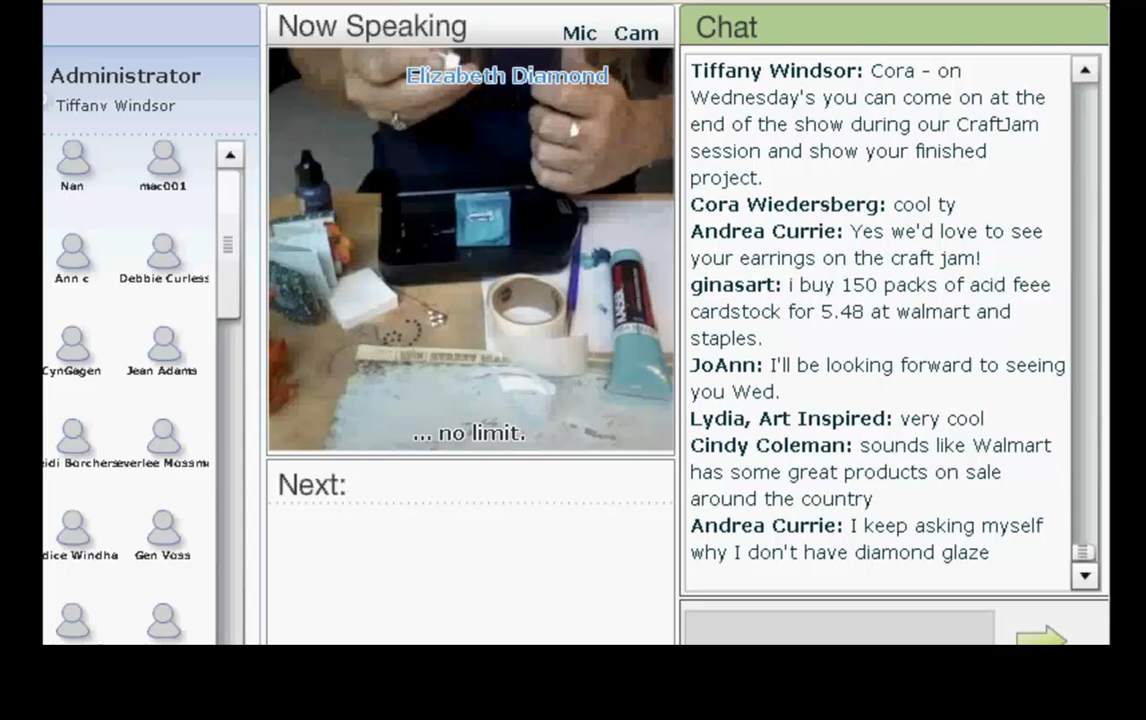 Administrator
Tiffany Windsor
Nan
mac001
Ann c
Debbie Curless
CynGagen
Jean Adams
idi Borchers
everlee Mossm
dice Windha
Gen Voss
Now Speaking
Mic Cam
Elizabeth Diamond
... no limit.
Next:
Chat
Tiffany Windsor: Cora - on
Wednesday's you can come on at the
end of the show during our CraftJam
session and show your finished
project.
Cora Wiedersberg: cool ty
Andrea Currie: Yes we'd love to see
your earrings on the craft jam!
ginasart: i buy 150 packs of acid feee
cardstock for 5.48 at walmart and
staples.
JoAnn: I'll be looking forward to seeing
you Wed.
Lydia, Art Inspired: very cool
Cindy Coleman: sounds like Walmart
has some great products on sale
around the country
Andrea Currie: I keep asking myself
why I don't have diamond glaze